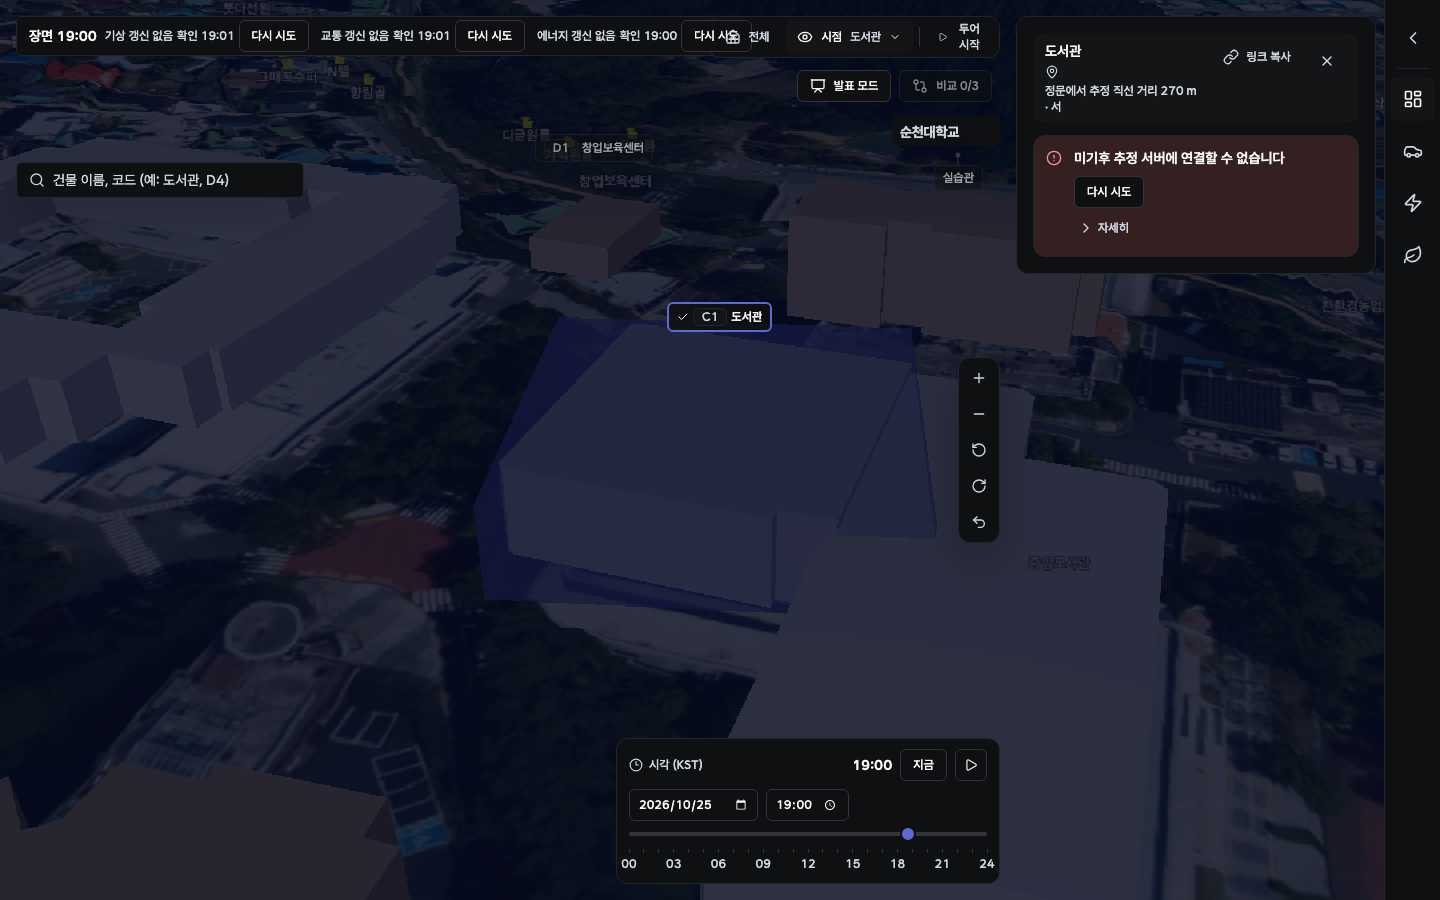 장면 19:00 기상 갱신 없음 확인 19:01 다시 시도 교통 갱신 없음 확인 19:01 다시 시도 에너지 갱신 없음 확인 19:00 다시 전체 시점 도서관 투어 시작
발표 모드 비교 0/3
순천대학교
건물 이름, 코드 (예: 도서관, D4)
향림골
D1 창업보육센터
창업보육센터
실습관
C1 도서관
도서관
링크 복사
정문에서 추정 직선 거리 270 m
· 서
미기후 추정 서버에 연결할 수 없습니다
다시 시도
자세히
중앙도서관
시각 (KST) 19:00 지금
2026/10/25 19:00
00 03 06 09 12 15 18 21 24